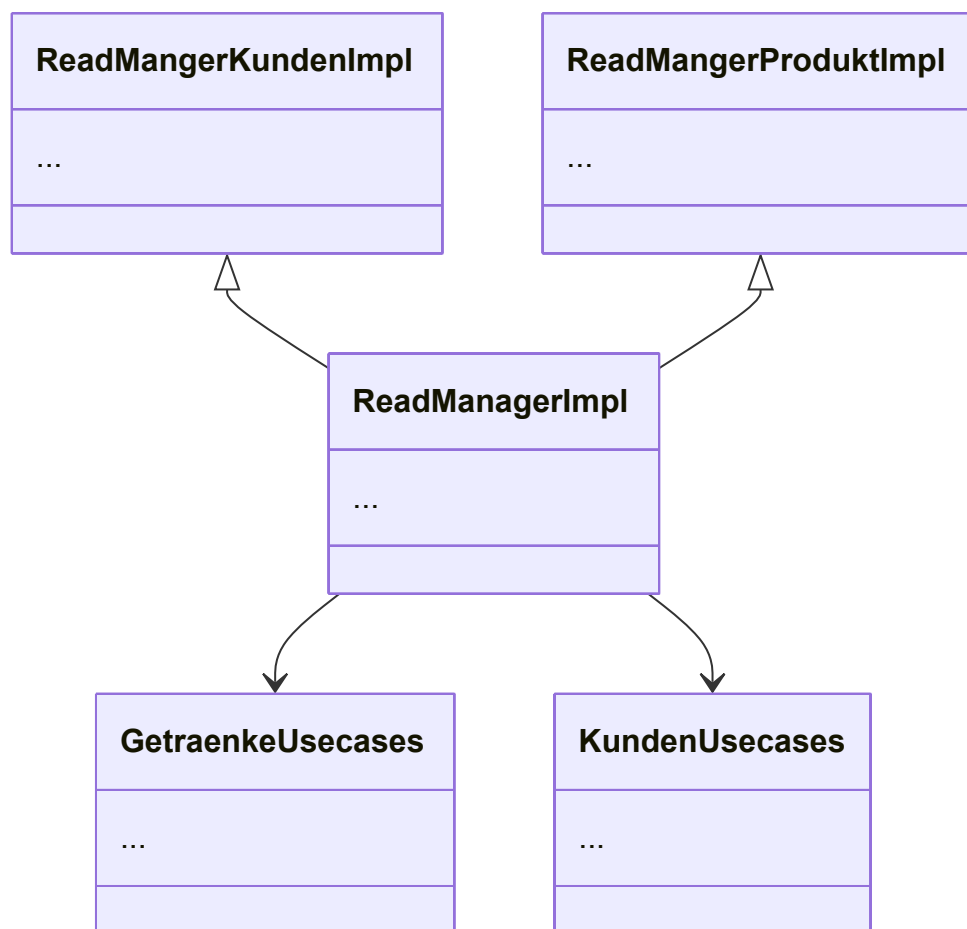 ReadMangerKundenImpl
ReadMangerProduktImpl
...
...
ReadManagerImpl
...
GetraenkeUsecases
KundenUsecases
...
...